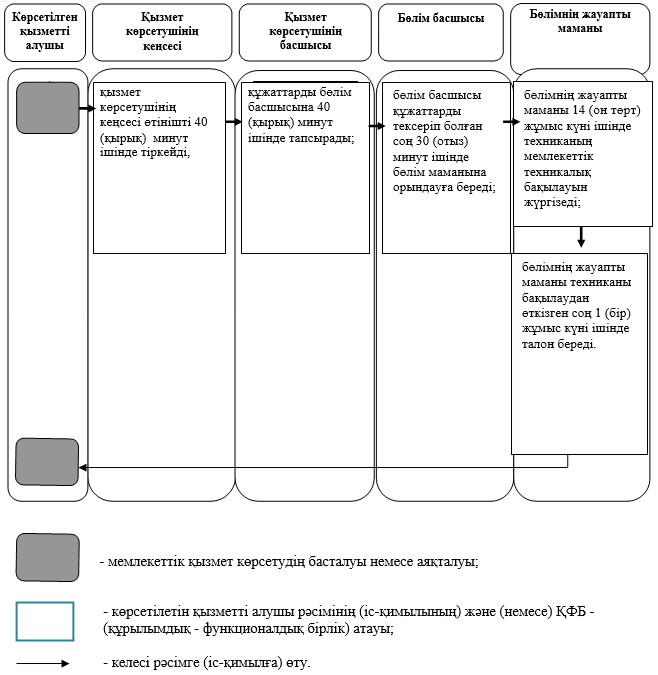 Көрсетілген
қызметті
алушы
Қызмет
көрсетушінің
кеңсесі
Қызмет
көрсетушінің
басшысы
Бөлім басшысы
Бөлімнің жауапты
маманы
қызмет
көрсетушінің
кеңсесі өтінішті 40
(қырық) минут
ішінде тіркейді,
құжаттарды бөлім
басшысына 40
(қырық) минут
ішінде тапсырады;
бөлім басшысы
құжаттарды
тексеріп болған
соң 30 (отыз)
минут ішінде
бөлім маманына
орындауға береді;
бөлімнің жауапты
маманы 14 (он төрт)
жұмыс күні ішінде
техниканың
мемлекеттік
техникалық
бақылауын
жүргізеді;
бөлімнің жауапты
маманы техниканы
бақылаудан
өткізген соң 1 (бір)
жұмыс күні ішінде
талон береді.
- мемлекеттік қызмет көрсетудің басталуы немесе аяқталуы;
- көрсетілетін қызметті алушы рәсімінің (іс-қимылының) және (немесе) ҚФБ -
(құрылымдық - функционалдық бірлік) атауы;
- келесі рәсімге (іс-қимылға) өту.